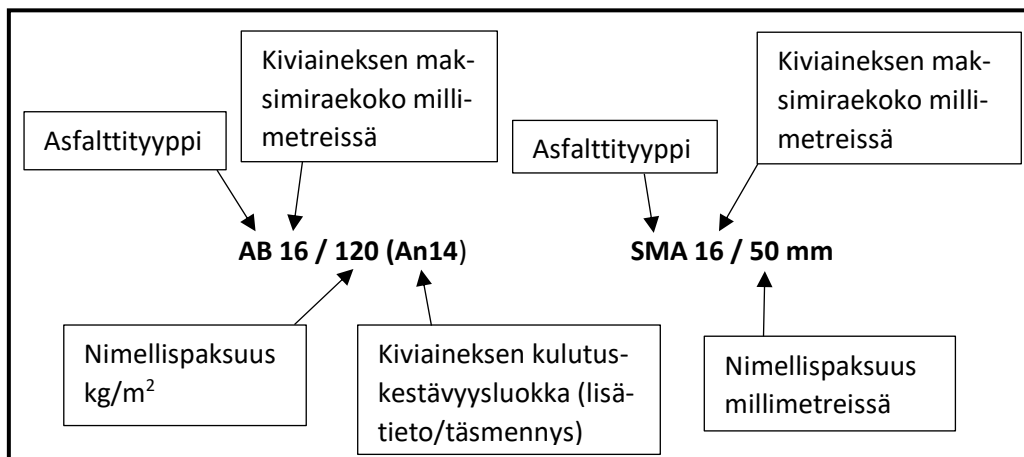 Kiviaineksen mak-
simiraekoko milli-
metreissä
Asfalttityyppi
AB 16 / 120 (An14)
Nimellispaksuus
kg/m²
Kiviaineksen kulutus-
kestävyysluokka (lisä-
tieto/täsmennys)
Kiviaineksen mak-
simiraekoko milli-
metreissä
Asfalttityyppi
SMA 16 / 50 mm
Nimellispaksuus
millimetreissä